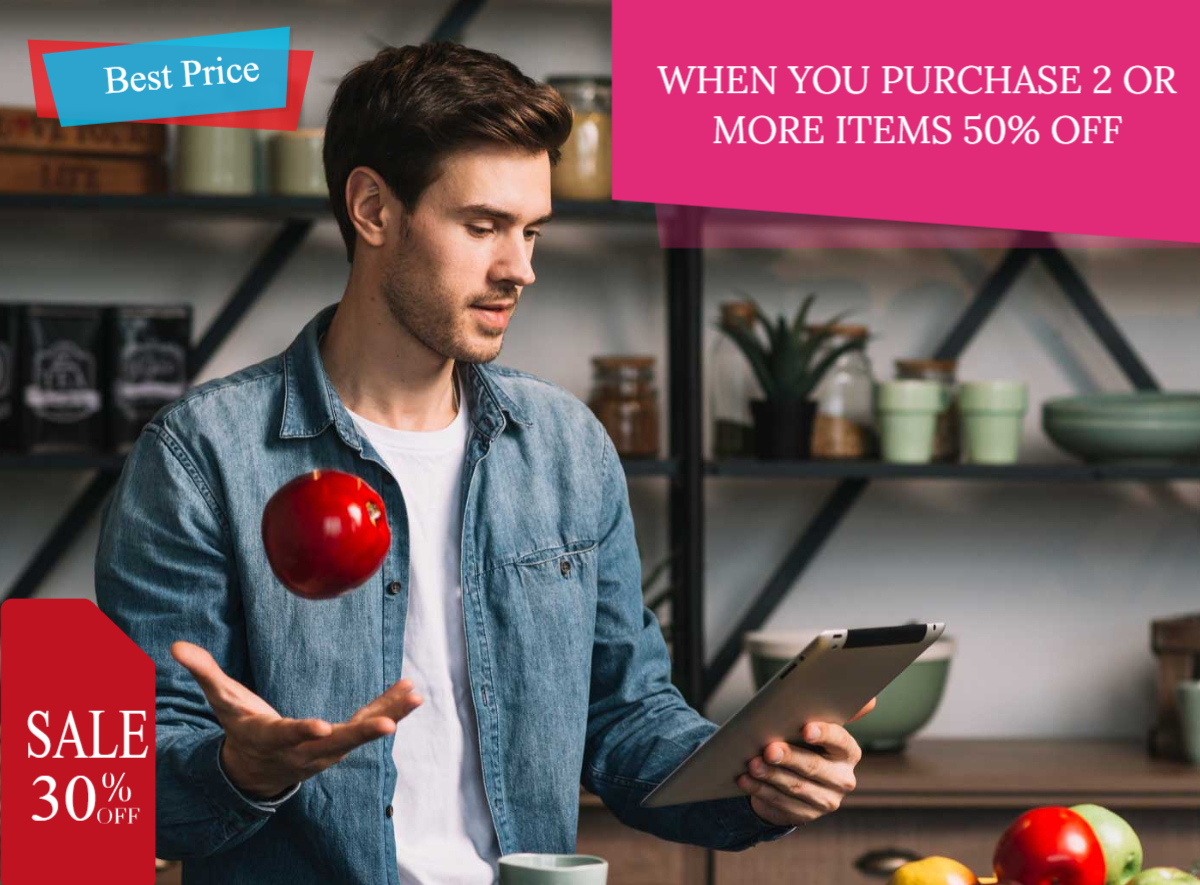 Best Price
WHEN YOU PURCHASE 2 OR
MORE ITEMS 50% OFF
SALE
30%
OFF